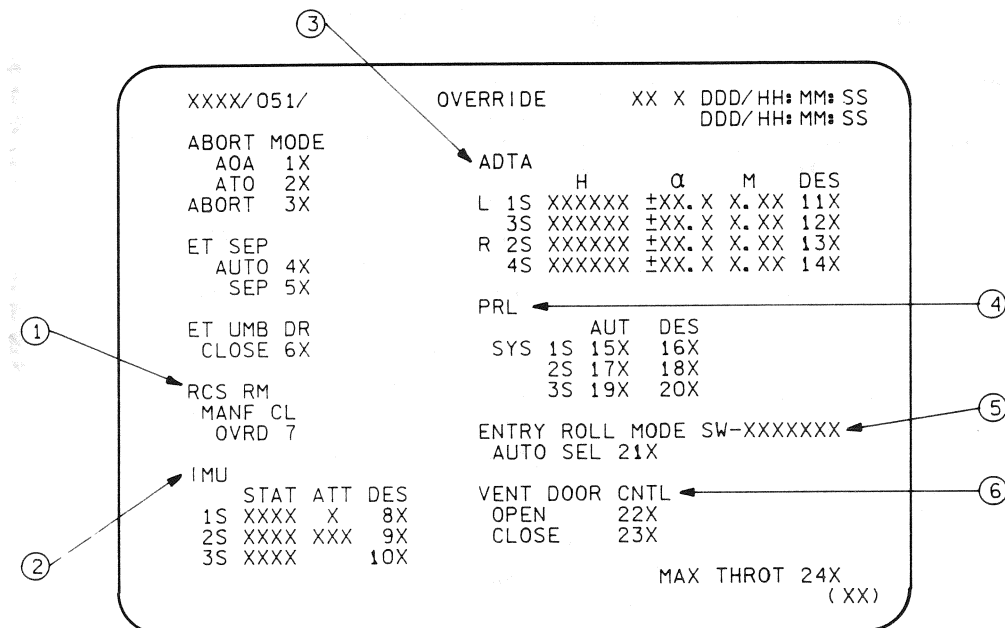 3
XXXX/051/ OVERRIDE XX X DDD/HH:MM:SS
DDD/HH:MM:SS
ABORT MODE
AOA 1X
ATO 2X
ABORT 3X
ET SEP
AUTO 4X
SEP 5X
1
ET UMB DR
CLOSE 6X
RCS RM
MANF CL
OVRD 7
2
IMU
STAT ATT DES
1S XXXX X 8X
2S XXXX XXX 9X
3S XXXX 10X
ADTA
H α M DES
L 1S XXXXXX ±XX.X X.XX 11X
3S XXXXXX ±XX.X X.XX 12X
R 2S XXXXXX ±XX.X X.XX 13X
4S XXXXXX ±XX.X X.XX 14X
PRL
4
AUT DES
SYS 1S 15X 16X
2S 17X 18X
3S 19X 20X
5
ENTRY ROLL MODE SW-XXXXXXX
AUTO SEL 21X
VENT DOOR CNTL
6
OPEN 22X
CLOSE 23X
MAX THROT 24X
(XX)